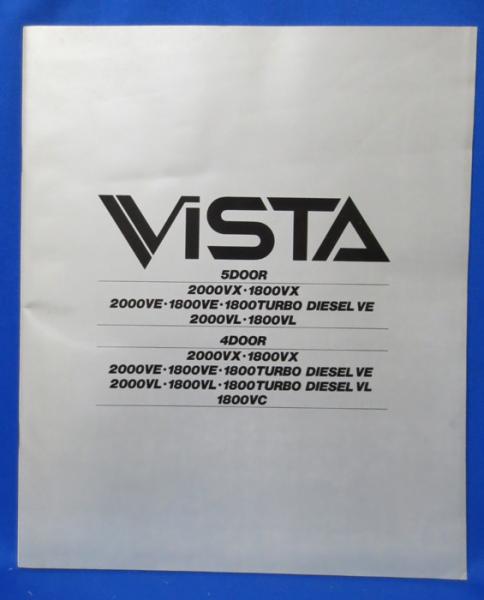 ViSTA
5DOOR
2000VX·1800VX
2000VE·1800VE·1800TURBO DIESEL VE
2000VL·1800VL
4DOOR
2000VX·1800VX
2000VE·1800VE·1800TURBO DIESEL VE
2000VL·1800VL·1800TURBO DIESEL VL
1800VC